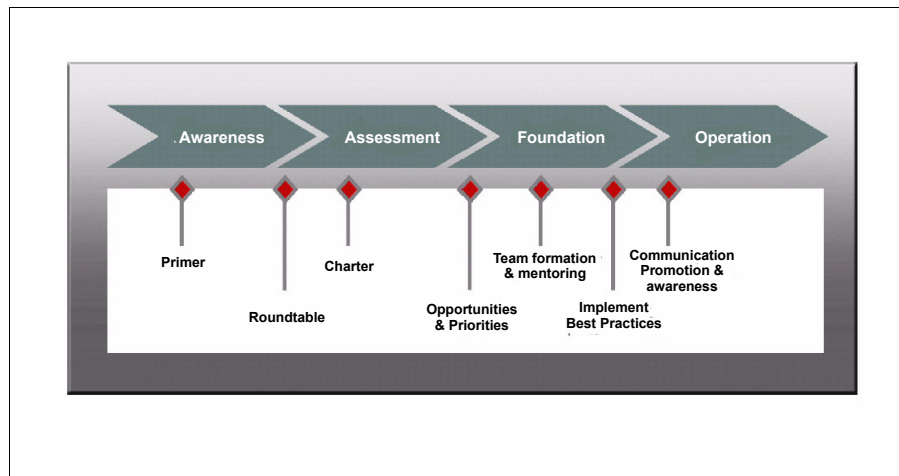 Awareness
Assessment
Foundation
Operation
Primer
Roundtable
Charter
Opportunities
& Priorities
Team formation
& mentoring
Implement
Best Practices
Communication
Promotion &
awareness